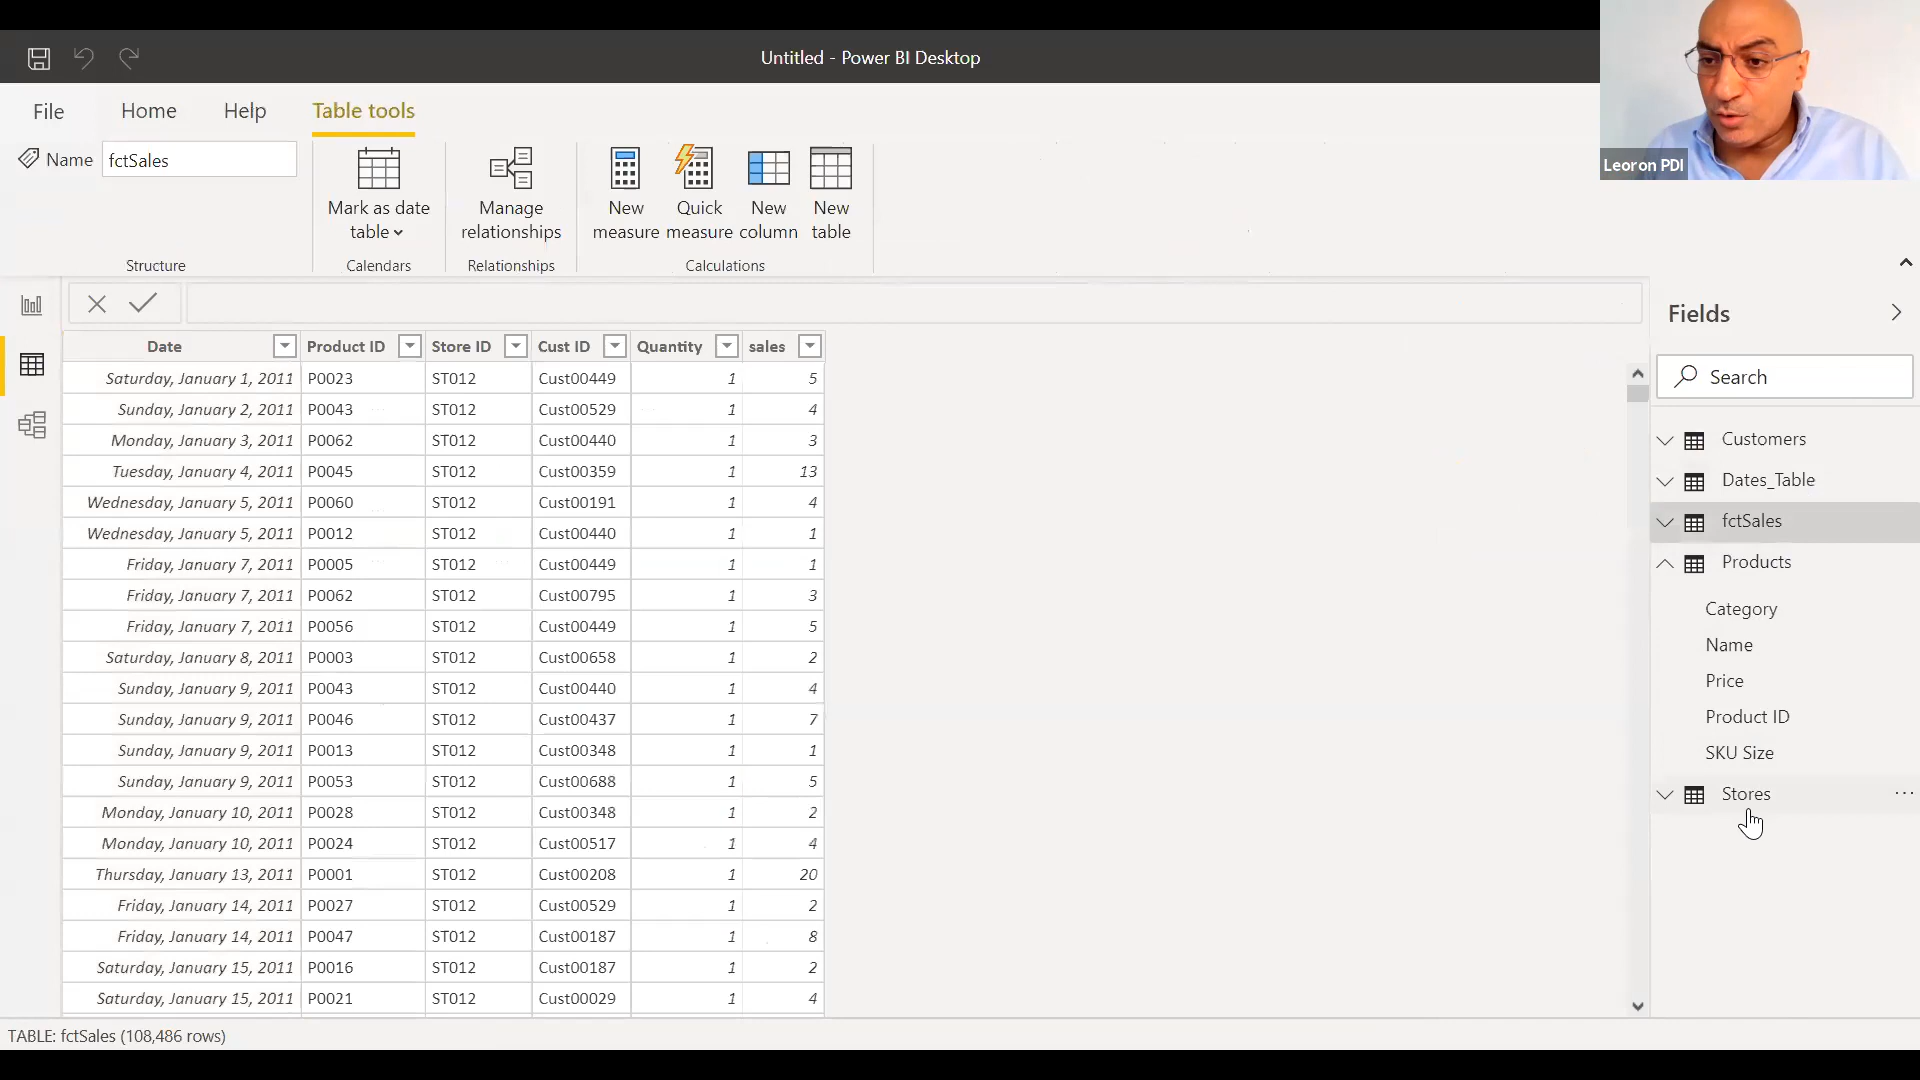 Untitled - Power BI Desktop
Leoron PDI
File Home Help Table tools
Name fctSales
Mark as date table
Manage relationships
New measure
Quick measure
New column
New table
Structure Calendars Relationships Calculations
Fields
Search
Customers
Dates_Table
fctSales
Products
Category
Name
Price
Product ID
SKU Size
Stores
Date Product ID Store ID Cust ID Quantity sales
Saturday, January 1, 2011 P0023 ST012 Cust00449 1 5
Sunday, January 2, 2011 P0043 ST012 Cust00529 1 4
Monday, January 3, 2011 P0062 ST012 Cust00440 1 3
Tuesday, January 4, 2011 P0045 ST012 Cust00359 1 13
Wednesday, January 5, 2011 P0060 ST012 Cust00191 1 4
Wednesday, January 5, 2011 P0012 ST012 Cust00440 1 1
Friday, January 7, 2011 P0005 ST012 Cust00449 1 1
Friday, January 7, 2011 P0062 ST012 Cust00795 1 3
Friday, January 7, 2011 P0056 ST012 Cust00449 1 5
Saturday, January 8, 2011 P0003 ST012 Cust00658 1 2
Sunday, January 9, 2011 P0043 ST012 Cust00440 1 4
Sunday, January 9, 2011 P0046 ST012 Cust00437 1 7
Sunday, January 9, 2011 P0013 ST012 Cust00348 1 1
Sunday, January 9, 2011 P0053 ST012 Cust00688 1 5
Monday, January 10, 2011 P0028 ST012 Cust00348 1 2
Monday, January 10, 2011 P0024 ST012 Cust00517 1 4
Thursday, January 13, 2011 P0001 ST012 Cust00208 1 20
Friday, January 14, 2011 P0027 ST012 Cust00529 1 2
Friday, January 14, 2011 P0047 ST012 Cust00187 1 8
Saturday, January 15, 2011 P0016 ST012 Cust00187 1 2
Saturday, January 15, 2011 P0021 ST012 Cust00029 1 4
TABLE: fctSales (108,486 rows)